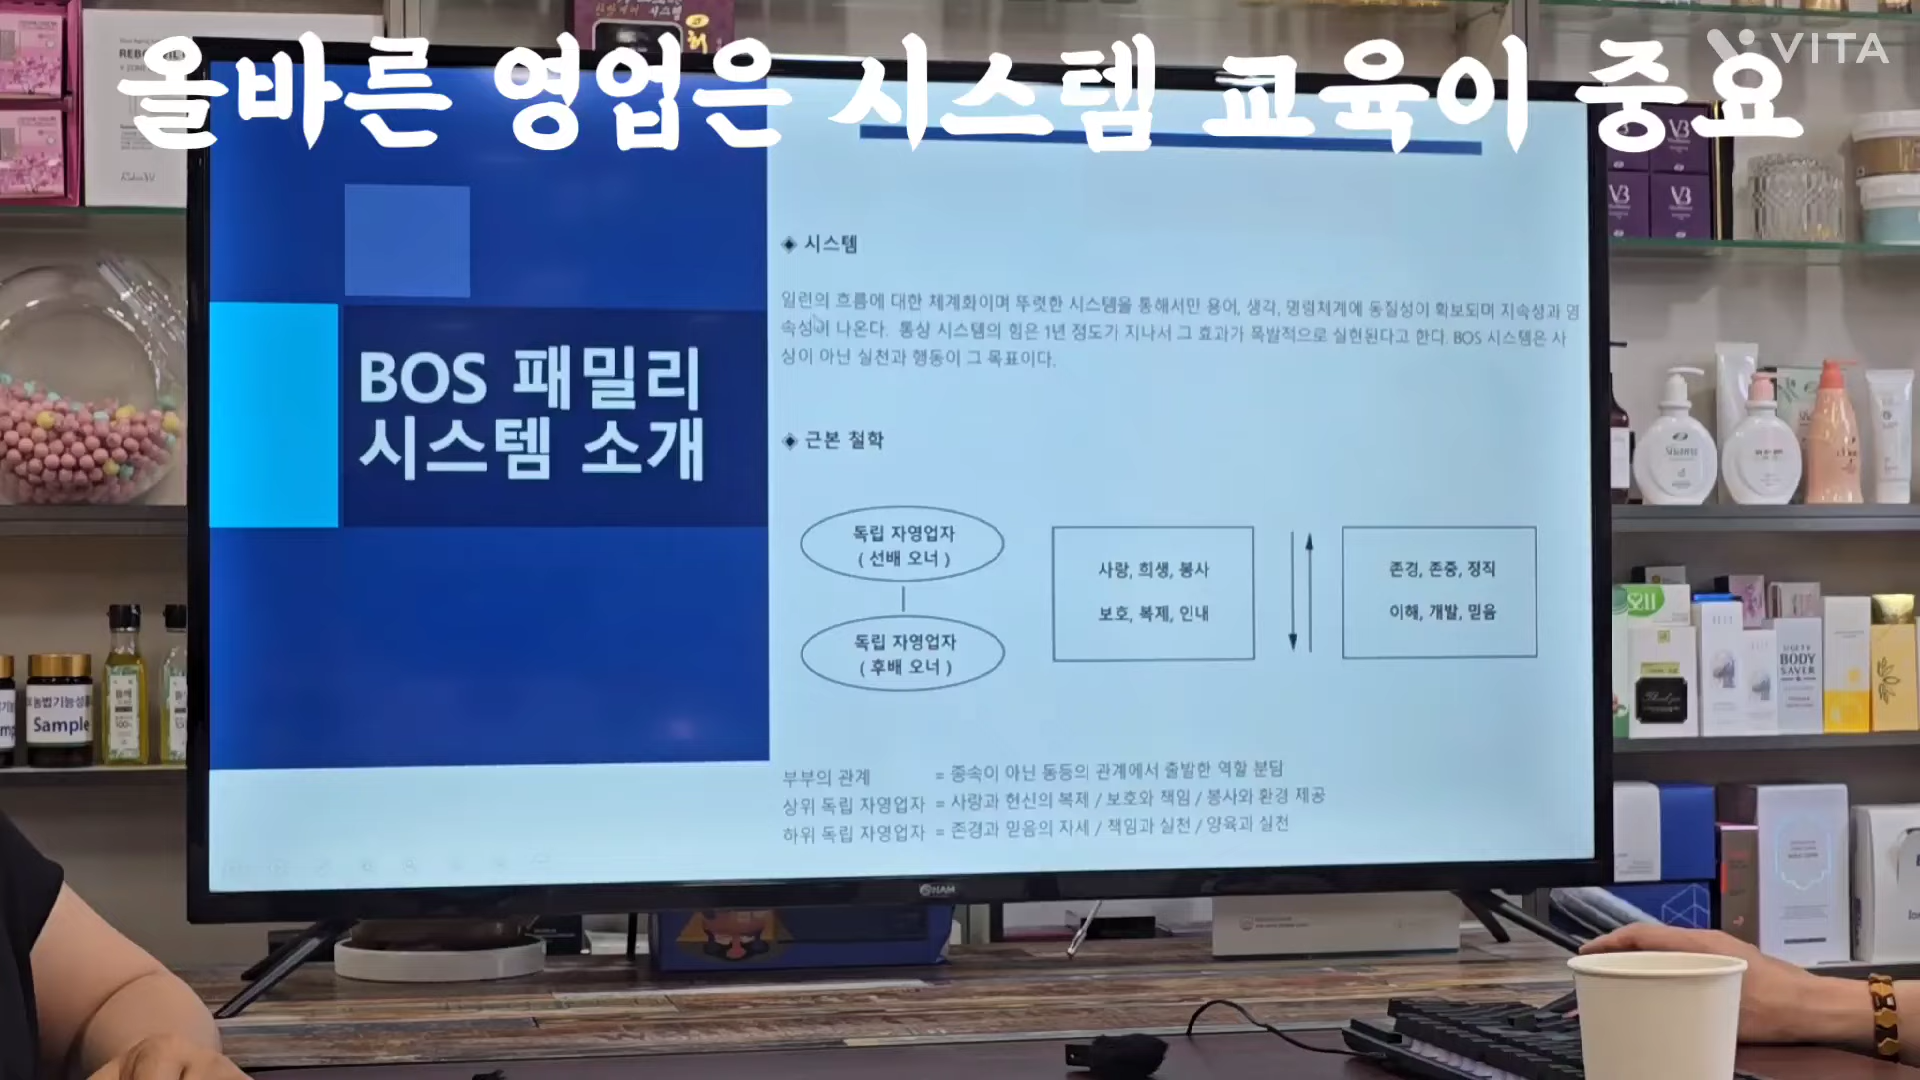 올바른 영업은 시스템 교육이 중요
VITA
BOS 패밀리
시스템 소개
◈ 시스템
일련의 흐름에 대한 체계화이며 뚜렷한 시스템을 통해서만 용어, 생각, 명령체계에 동질성이 확보되며 지속성과 영
속성이 나온다. 통상 시스템의 힘은 1년 정도가 지나서 그 효과가 폭발적으로 실현된다고 한다. BOS 시스템은 사
상이 아닌 실천과 행동이 그 목표이다.
◈ 근본 철학
독립 자영업자
( 선배 오너 )
독립 자영업자
( 후배 오너 )
사랑, 희생, 봉사
보호, 복제, 인내
존경, 존중, 정직
이해, 개발, 믿음
부부의 관계 = 종속이 아닌 동등의 관계에서 출발한 역할 분담
상위 독립 자영업자 = 사랑과 헌신의 복제 / 보호와 책임 / 봉사와 환경 제공
하위 독립 자영업자 = 존경과 믿음의 자세 / 책임과 실천 / 양육과 실천
Sample
V3
V3
V3
V3
BODY
SAVER